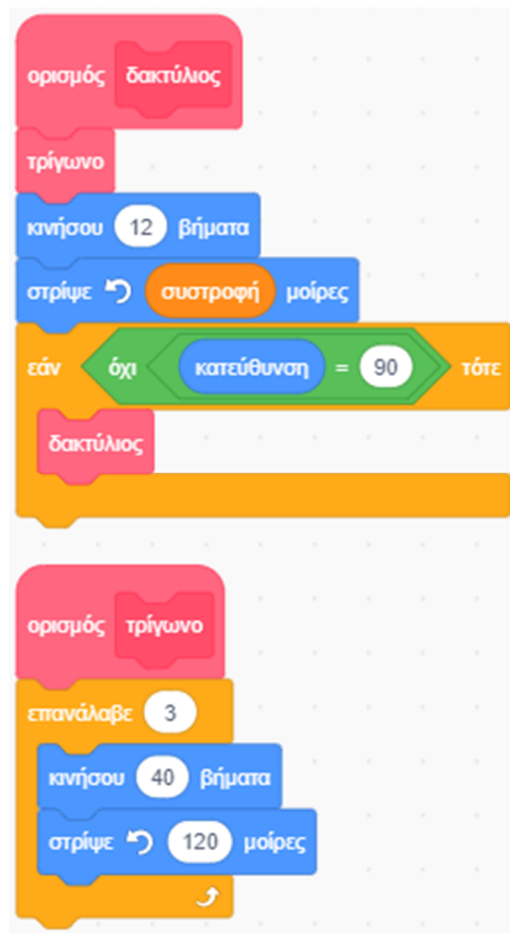 ορισμός δακτύλιος
τρίγωνο
κινήσου 12 βήματα
στρίψε συστροφή μοίρες
εάν όχι κατεύθυνση = 90 τότε
δακτύλιος
ορισμός τρίγωνο
επανάλαβε 3
κινήσου 40 βήματα
στρίψε 120 μοίρες